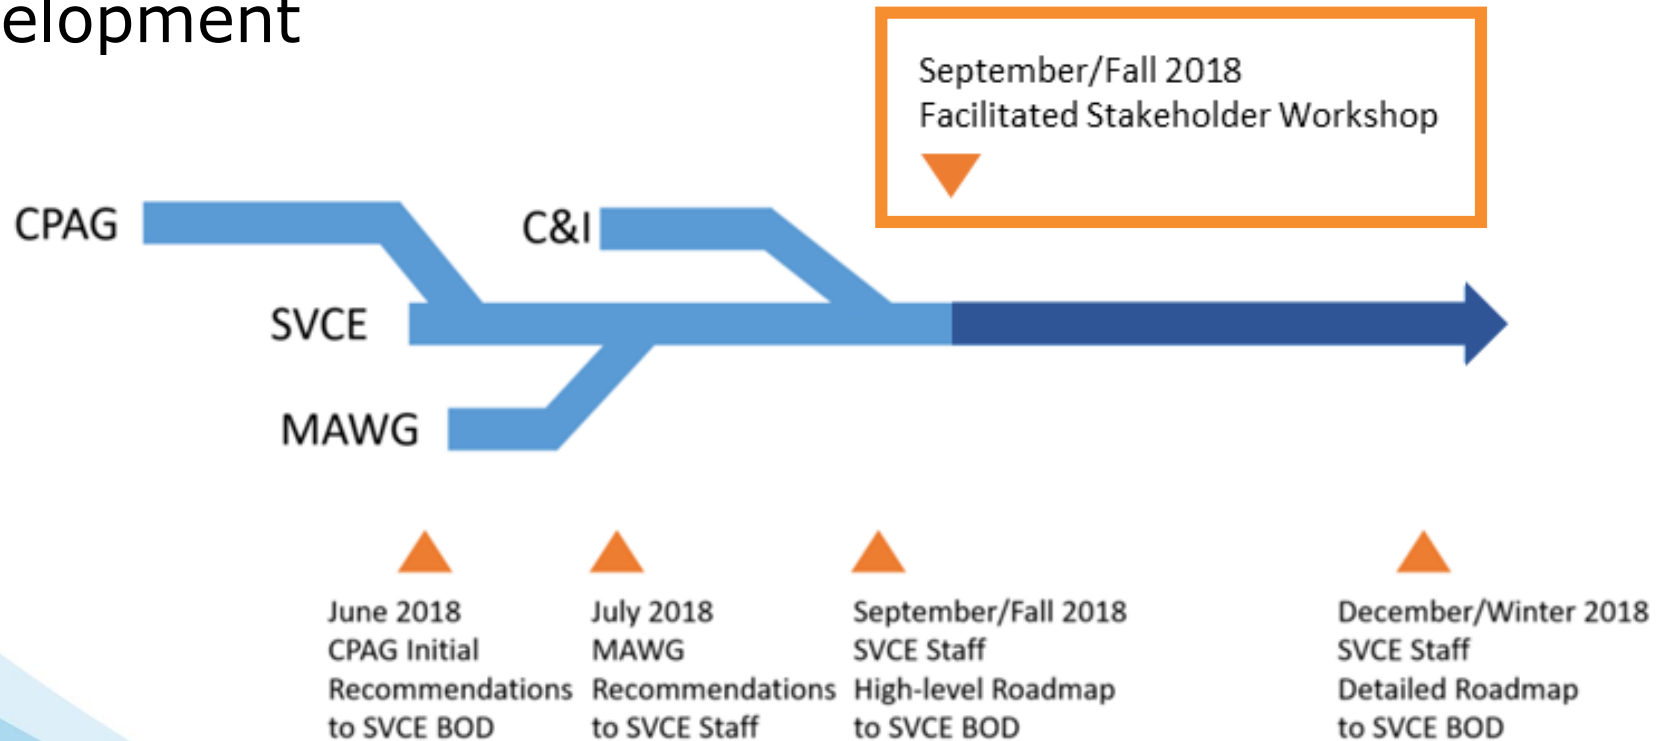 elopment
September/Fall 2018
Facilitated Stakeholder Workshop
CPAG
C&I
SVCE
MAWG
June 2018
CPAG Initial
Recommendations
to SVCE BOD
July 2018
MAWG
Recommendations
to SVCE Staff
September/Fall 2018
SVCE Staff
High-level Roadmap
to SVCE BOD
December/Winter 2018
SVCE Staff
Detailed Roadmap
to SVCE BOD